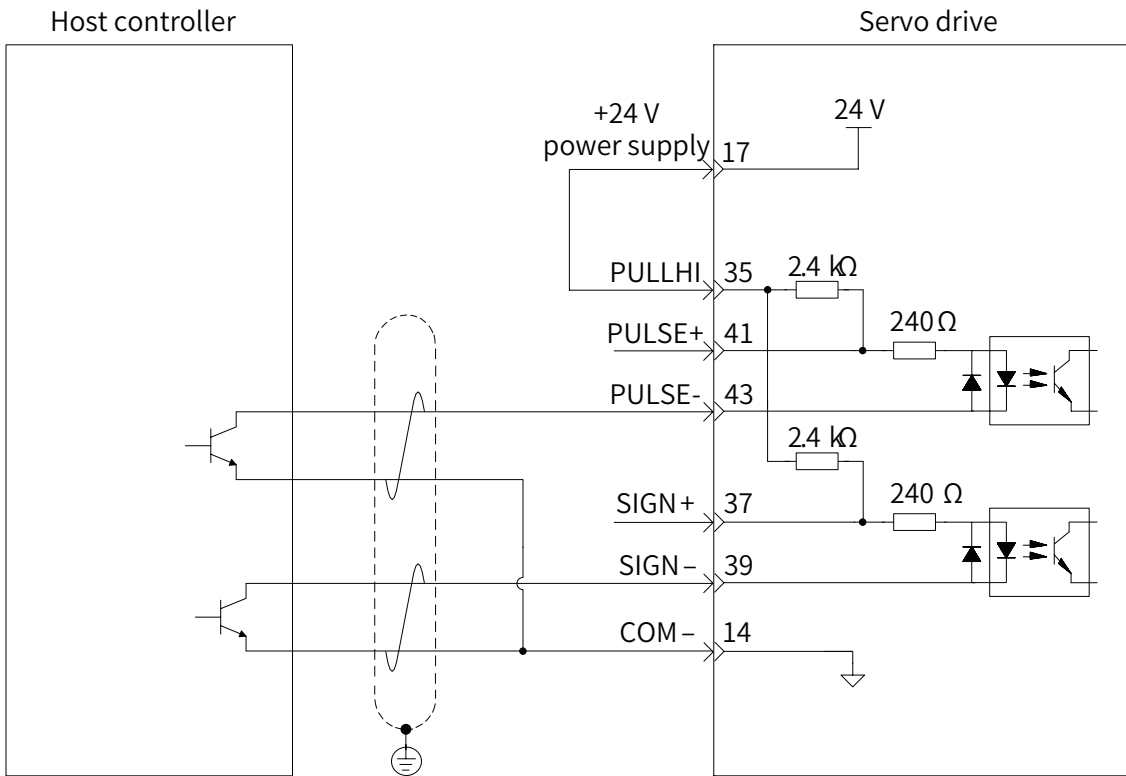 Host controller
Servo drive
+24 V
power supply
17
24 V
PULLHI
35
2.4 kΩ
PULSE+
41
240 Ω
PULSE-
43
2.4 kΩ
SIGN +
37
240 Ω
SIGN –
39
COM –
14